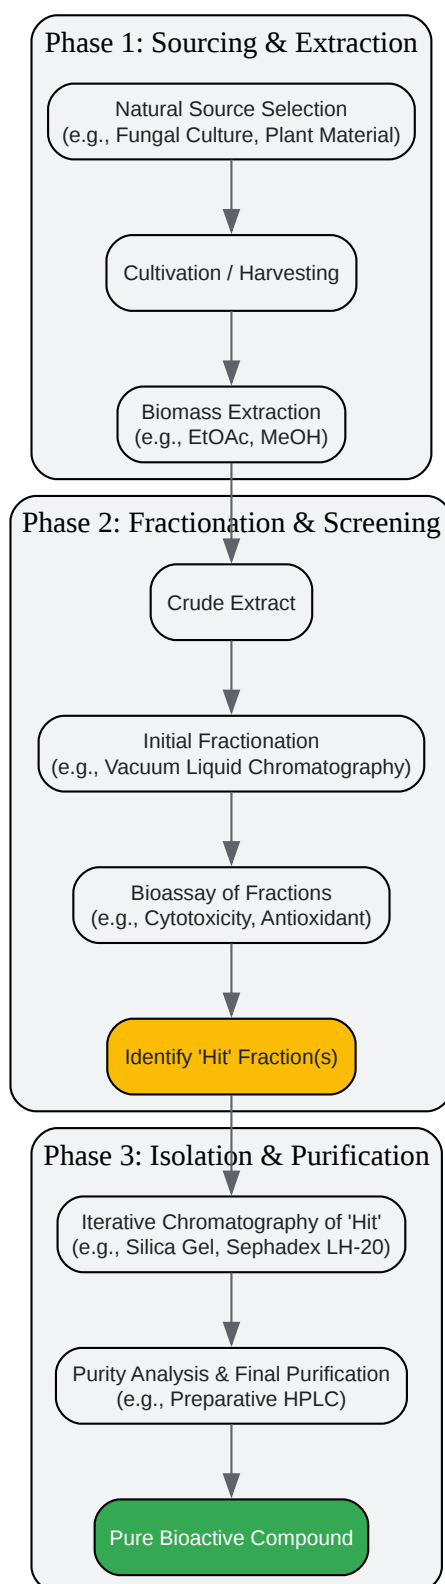 Phase 1: Sourcing & Extraction
Natural Source Selection
(e.g., Fungal Culture, Plant Material)
Cultivation / Harvesting
Biomass Extraction
(e.g., EtOAc, MeOH)
Phase 2: Fractionation & Screening
Crude Extract
Initial Fractionation
(e.g., Vacuum Liquid Chromatography)
Bioassay of Fractions
(e.g., Cytotoxicity, Antioxidant)
Identify 'Hit' Fraction(s)
Phase 3: Isolation & Purification
Iterative Chromatography of 'Hit'
(e.g., Silica Gel, Sephadex LH-20)
Purity Analysis & Final Purification
(e.g., Preparative HPLC)
Pure Bioactive Compound